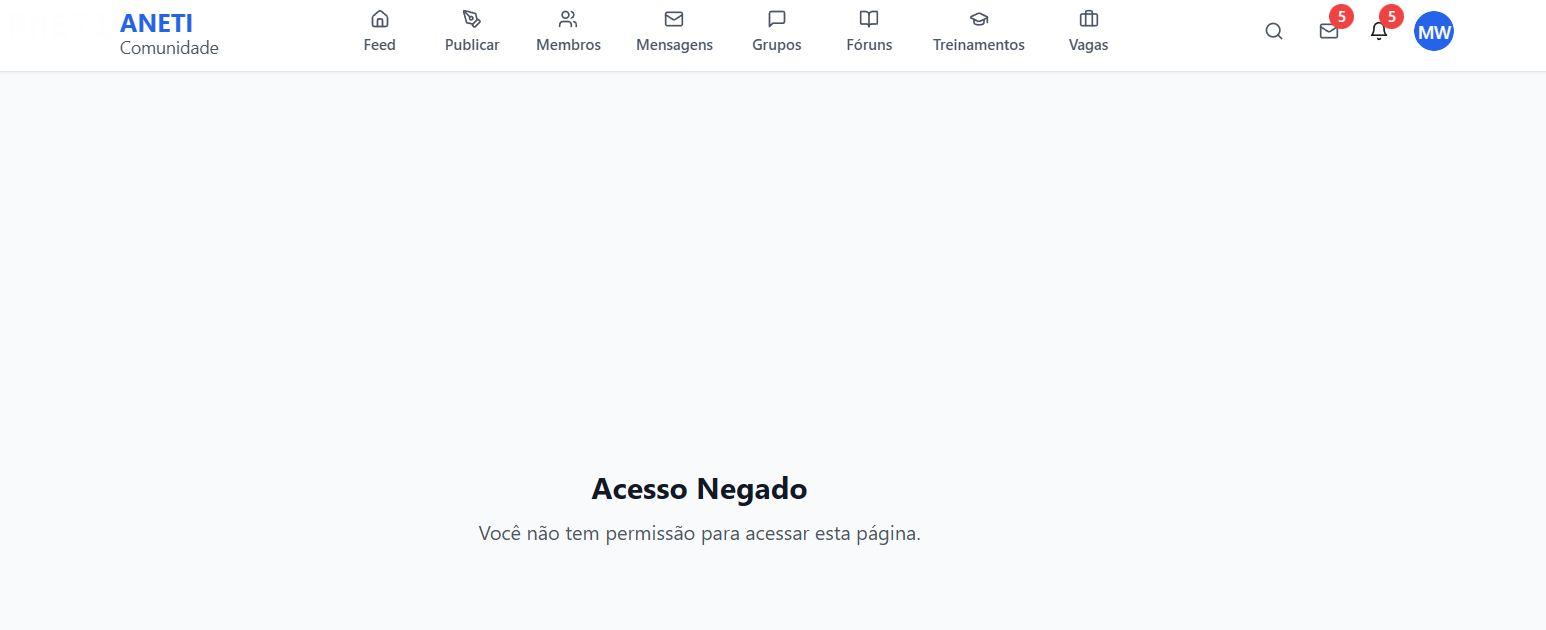 ANETI
Comunidade
Feed
Publicar
Membros
Mensagens
Grupos
Fóruns
Treinamentos
Vagas
5
5
MW
Acesso Negado
Você não tem permissão para acessar esta página.